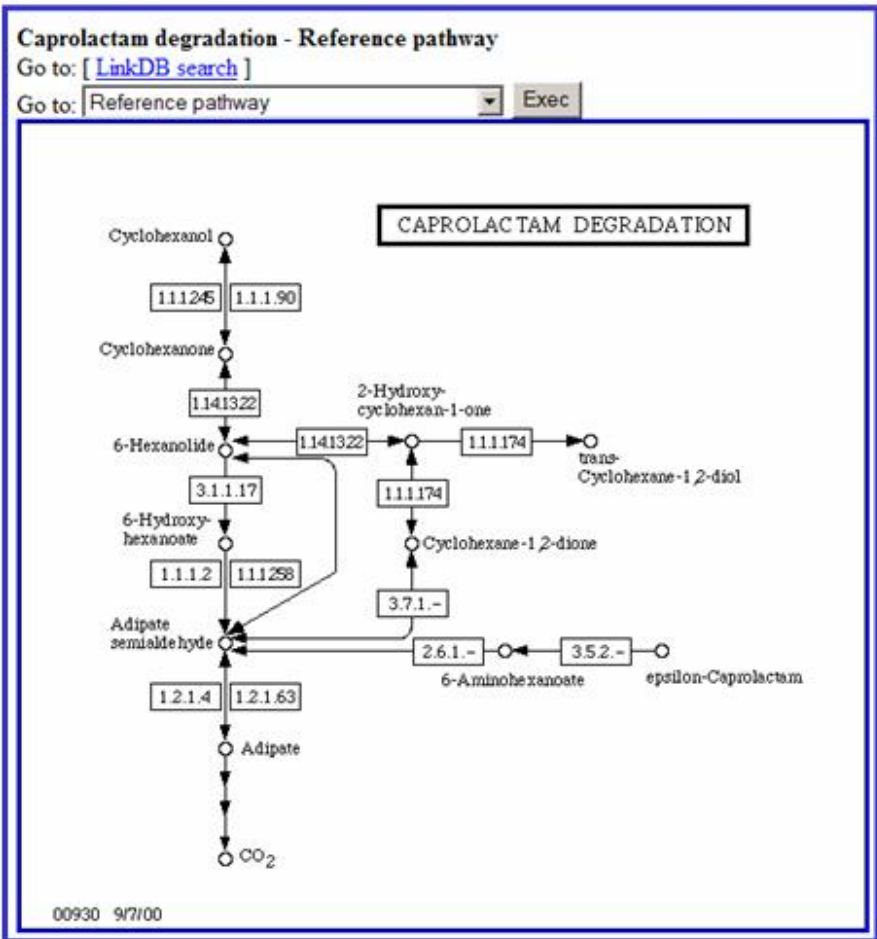 Caprolactam degradation - Reference pathway
Go to: [ LinkDB search ]
Go to: Reference pathway Exec
CAPROLACTAM DEGRADATION
Cyclohexanol
1.1.1.245 1.1.1.90
Cyclohexanone
1.14.13.22
2-Hydroxy-
cyclohexan-1-one
6-Hexanolide
1.14.13.22
1.1.1.174
trans-
Cyclohexane-1,2-diol
3.1.1.17
1.1.1.174
6-Hydroxy-
hexanoate
Cyclohexane-1,2-dione
1.1.1.2 1.1.1.258
3.7.1.-
Adipate
semialdehyde
2.6.1.-
3.5.2.-
6-Aminohexanoate
epsilon-Caprolactam
1.2.1.4 1.2.1.63
Adipate
CO2
00930 9/7/00